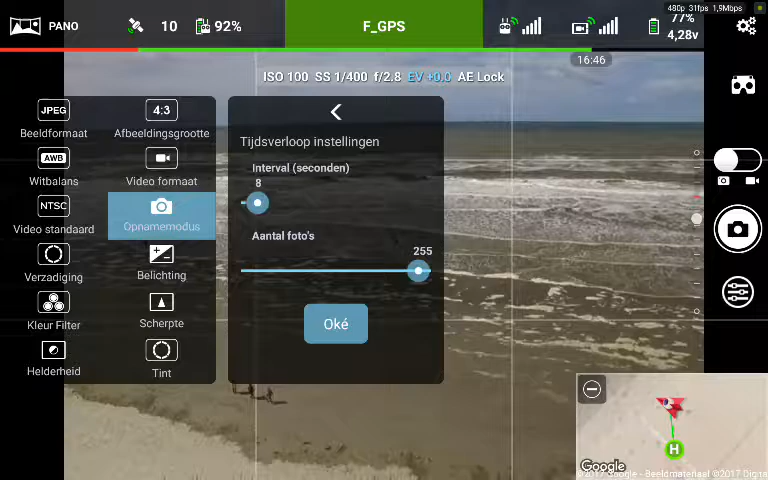 480p 31fps 1,9Mbps
PANO
10
92%
F_GPS
77%
4,28v
16:46
ISO 100 SS 1/400 f/2.8 EV +0.0 AE Lock
JPEG
4:3
Beeldformaat
Afbeeldingsgrootte
AWB
Witbalans
Video formaat
NTSC
Video standaard
Opnamemodus
Verzadiging
Belichting
Kleur Filter
Scherpte
Helderheid
Tint
Tijdsverloop instellingen
Interval (seconden)
8
Aantal foto's
255
Oké
H
Google
©2017 Google - Beeldmateriaal ©2017 Digita